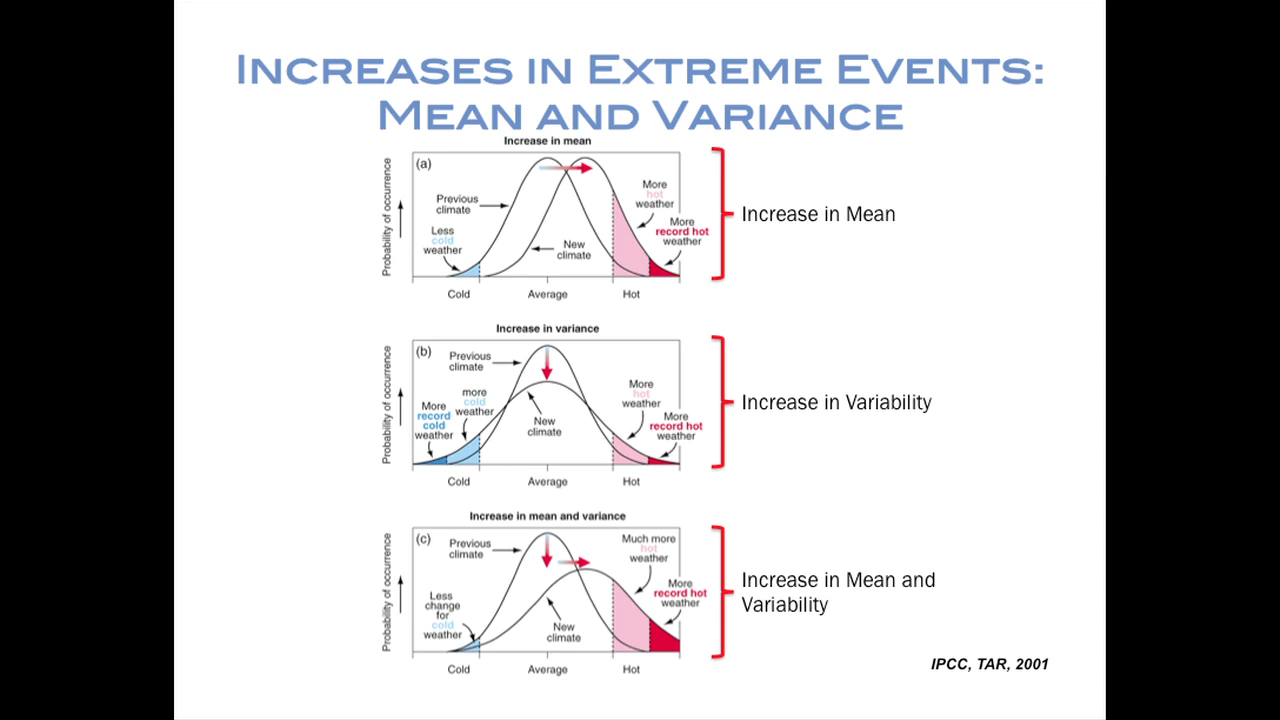 INCREASES IN EXTREME EVENTS:
MEAN AND VARIANCE
Increase in mean
(a)
Probability of occurrence
Previous
climate
Less
cold
weather
New
climate
More
hot
weather
More
record hot
weather
Cold
Average
Hot
Increase in Mean
Increase in variance
(b)
Probability of occurrence
Previous
climate
More
record
cold
weather
more
cold
weather
New
climate
More
hot
weather
More
record hot
weather
Cold
Average
Hot
Increase in Variability
Increase in mean and variance
(c)
Probability of occurrence
Previous
climate
Less
change
for
cold
weather
New
climate
Much more
hot
weather
More
record hot
weather
Cold
Average
Hot
Increase in Mean and
Variability
IPCC, TAR, 2001